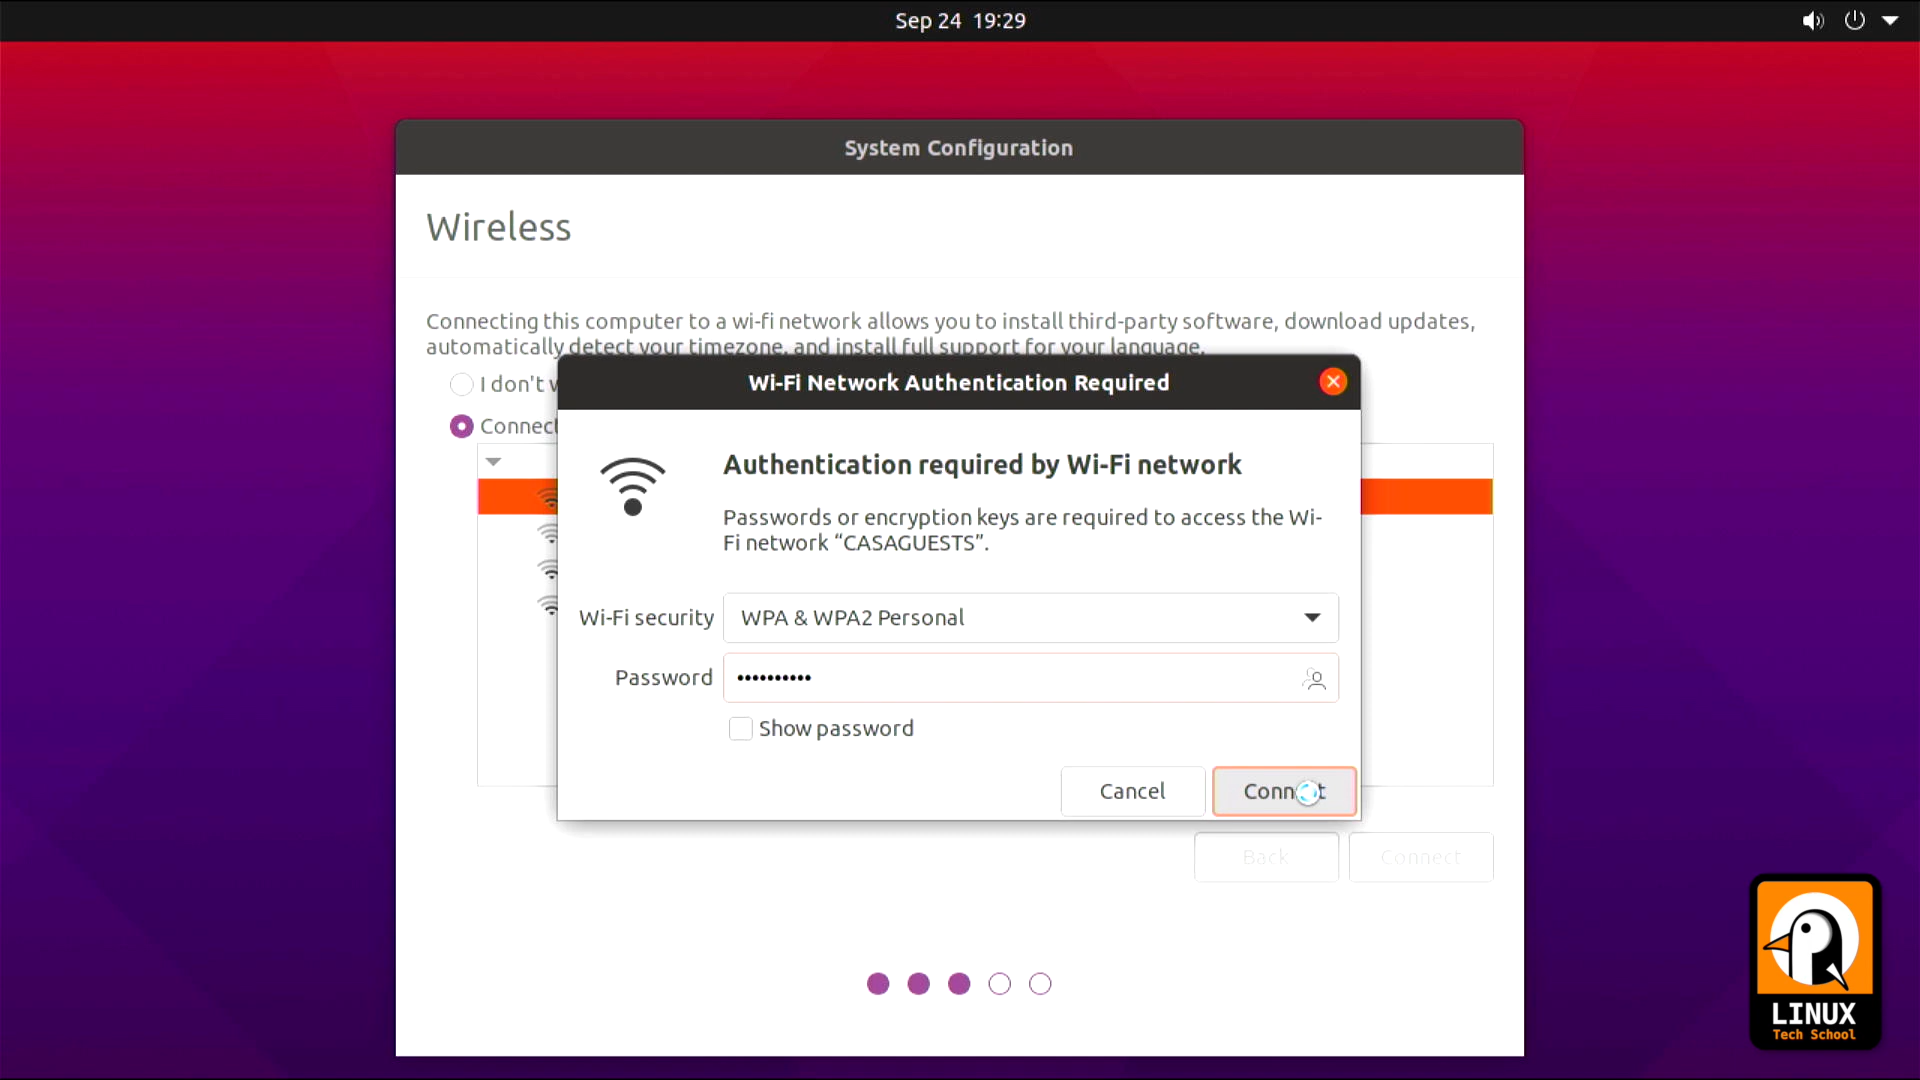 Sep 24 19:29
System Configuration
Wireless
Connecting this computer to a wi-fi network allows you to install third-party software, download updates,
automatically detect your timezone, and install full support for your language.
I don't
Connect
Wi-Fi Network Authentication Required
Authentication required by Wi-Fi network
Passwords or encryption keys are required to access the Wi-
Fi network “CASAGUESTS”.
Wi-Fi security WPA & WPA2 Personal
Password ••••••••••
Show password
Cancel Connect
Back Connect
LINUX
Tech School